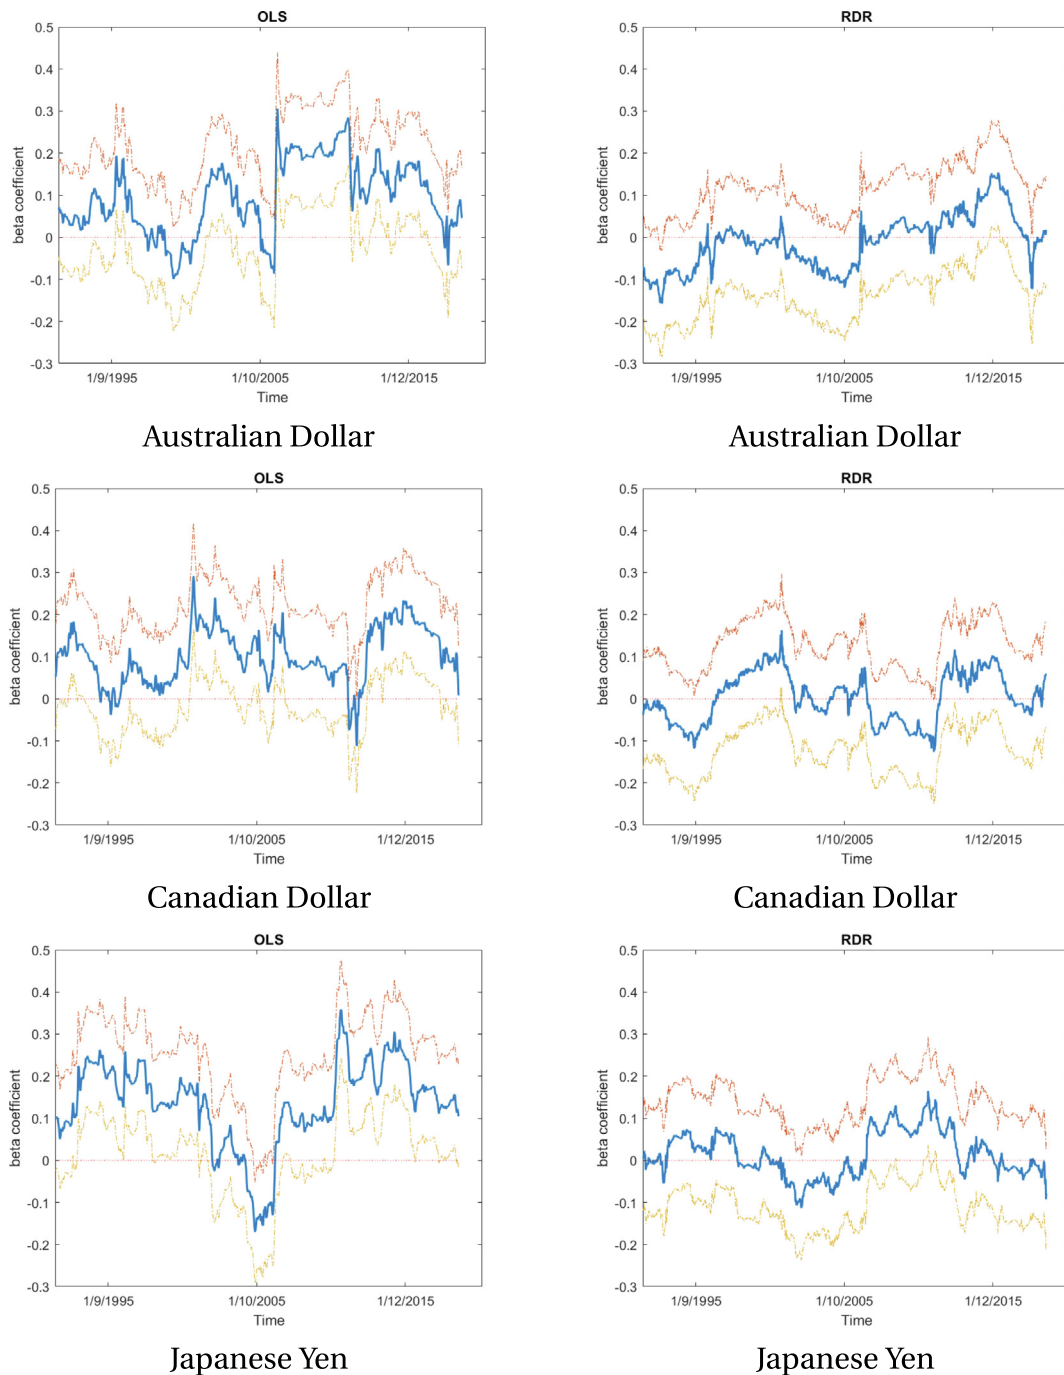 OLS
0.5
0.4
0.3
0.2
0.1
0
-0.1
-0.2
-0.3
beta coefficient
1/9/1995 1/10/2005 1/12/2015
Time
Australian Dollar
RDR
0.5
0.4
0.3
0.2
0.1
0
-0.1
-0.2
-0.3
beta coefficient
1/9/1995 1/10/2005 1/12/2015
Time
Australian Dollar
OLS
0.5
0.4
0.3
0.2
0.1
0
-0.1
-0.2
-0.3
beta coefficient
1/9/1995 1/10/2005 1/12/2015
Time
Canadian Dollar
RDR
0.5
0.4
0.3
0.2
0.1
0
-0.1
-0.2
-0.3
beta coefficient
1/9/1995 1/10/2005 1/12/2015
Time
Canadian Dollar
OLS
0.5
0.4
0.3
0.2
0.1
0
-0.1
-0.2
-0.3
beta coefficient
1/9/1995 1/10/2005 1/12/2015
Time
Japanese Yen
RDR
0.5
0.4
0.3
0.2
0.1
0
-0.1
-0.2
-0.3
beta coefficient
1/9/1995 1/10/2005 1/12/2015
Time
Japanese Yen